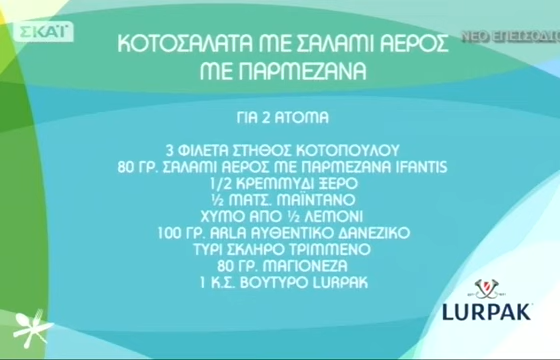 ΣΚΑΪ
ΝΕΟ ΕΠΕΙΣΟΔΙΟ
ΚΟΤΟΣΑΛΑΤΑ ΜΕ ΣΑΛΑΜΙ ΑΕΡΟΣ
ΜΕ ΠΑΡΜΕΖΑΝΑ
ΓΙΑ 2 ΑΤΟΜΑ
3 ΦΙΛΕΤΑ ΣΤΗΘΟΣ ΚΟΤΟΠΟΥΛΟΥ
80 ΓΡ. ΣΑΛΑΜΙ ΑΕΡΟΣ ΜΕ ΠΑΡΜΕΖΑΝΑ IFANTIS
1/2 ΚΡΕΜΜΥΔΙ ΞΕΡΟ
½ ΜΑΤΣ. ΜΑΪΝΤΑΝΟ
ΧΥΜΟ ΑΠΟ ½ ΛΕΜΟΝΙ
100 ΓΡ. ARLA ΑΥΘΕΝΤΙΚΟ ΔΑΝΕΖΙΚΟ
ΤΥΡΙ ΣΚΛΗΡΟ ΤΡΙΜΜΕΝΟ
80 ΓΡ. ΜΑΓΙΟΝΕΖΑ
1 Κ.Σ. ΒΟΥΤΥΡΟ LURPAK
LURPAK